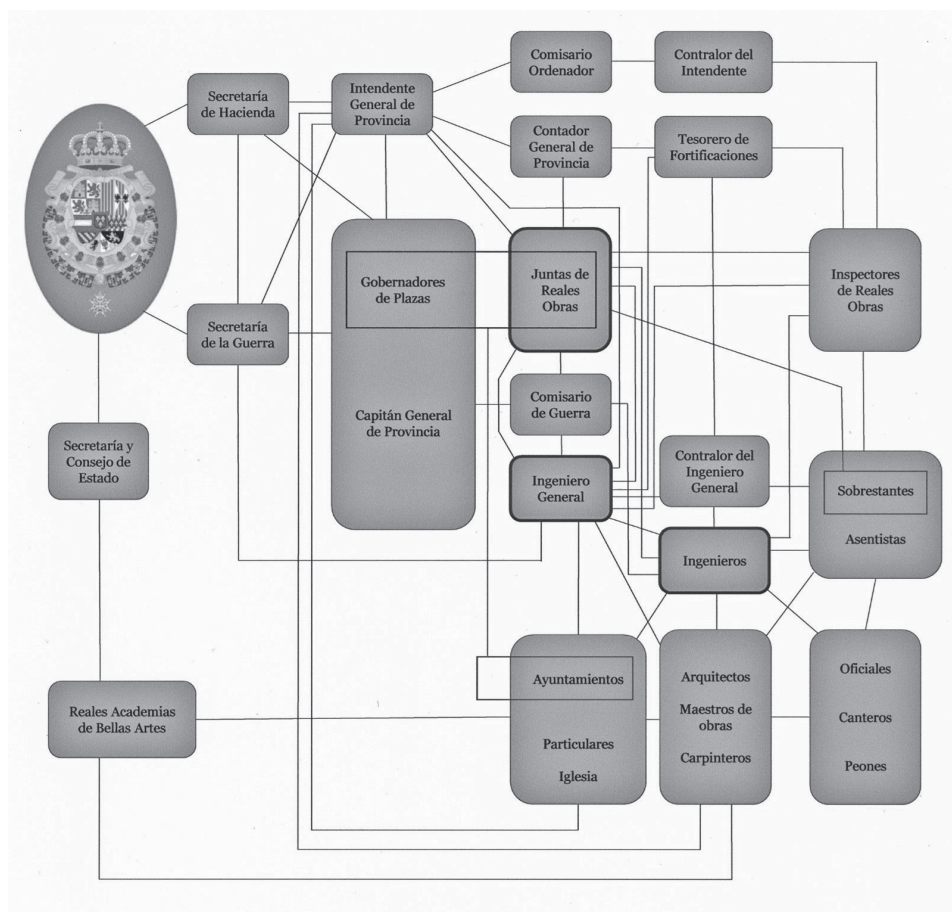 Comisario
Ordenador
Contralor del
Intendente
Secretaría
de Hacienda
Intendente
General de
Provincia
Contador
General de
Provincia
Tesorero de
Fortificaciones
Gobernadores
de Plazas
Juntas de
Reales
Obras
Inspectores
de Reales
Obras
Secretaría
de la Guerra
Comisario
de Guerra
Capitán General
de Provincia
Secretaría y
Consejo de
Estado
Ingeniero
General
Contralor del
Ingeniero
General
Sobrestantes
Asentistas
Ingenieros
Reales Academias
de Bellas Artes
Ayuntamientos
Particulares
Iglesia
Arquitectos
Maestros de
obras
Carpinteros
Oficiales
Canteros
Peones